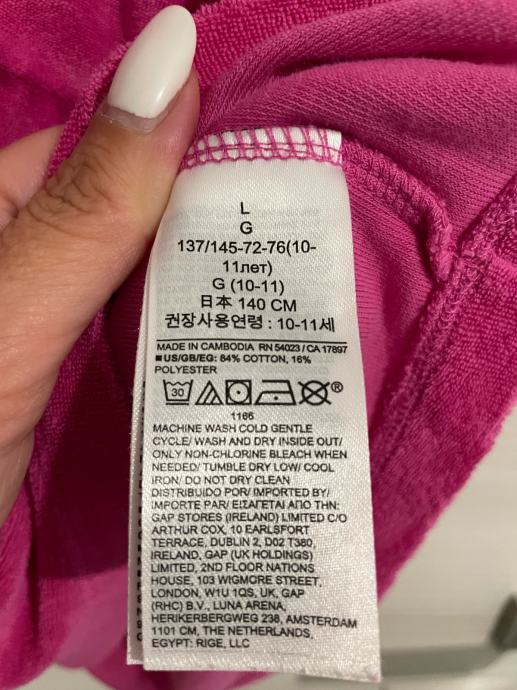 L
G
137/145-72-76(10-
11лет)
G (10-11)
日本 140 CM
권장사용연령 : 10-11세
MADE IN CAMBODIA RN 54023 / CA 17897
■ US/GB/EG: 84% COTTON, 16%
POLYESTER
30 ®
1166
MACHINE WASH COLD GENTLE
CYCLE/ WASH AND DRY INSIDE OUT/
ONLY NON-CHLORINE BLEACH WHEN
NEEDED/ TUMBLE DRY LOW/ COOL
IRON/ DO NOT DRY CLEAN
DISTRIBUIDO POR/ IMPORTED BY/
IMPORTE PAR/ ΕΙΣΑΓΕΤΑΙ ΑΠΟ ΤΗΝ:
GAP STORES (IRELAND) LIMITED C/O
ARTHUR COX, 10 EARLSFORT
TERRACE, DUBLIN 2, D02 T380,
IRELAND, GAP (UK HOLDINGS)
LIMITED, 2ND FLOOR NATIONS
HOUSE, 103 WIGMORE STREET,
LONDON, W1U 1QS, UK, GAP
(RHC) B.V., LUNA ARENA,
HERIKERBERGWEG 238, AMSTERDAM
1101 CM, THE NETHERLANDS,
EGYPT: RIGE, LLC